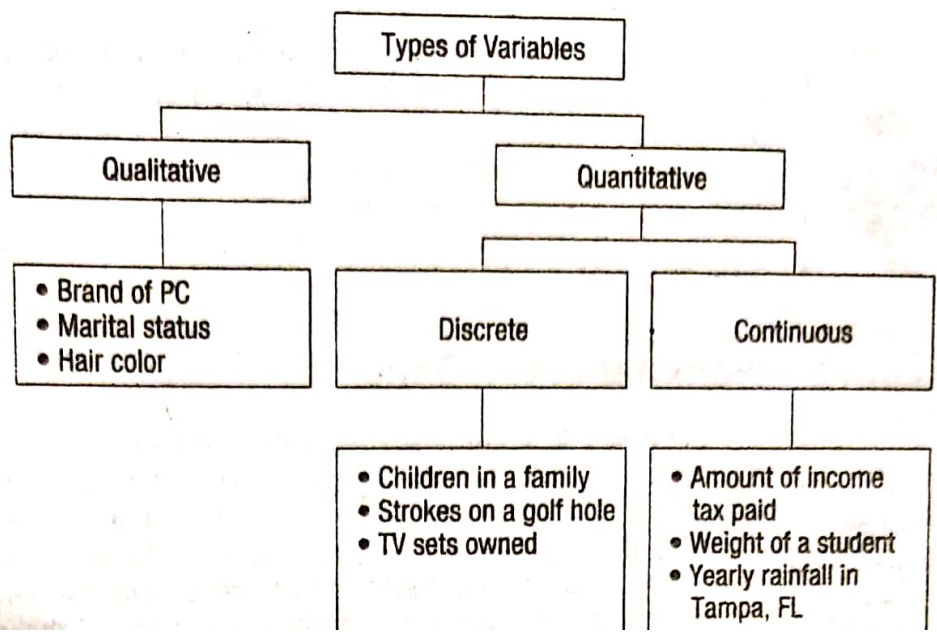 Types of Variables
Qualitative
Quantitative
• Brand of PC
• Marital status
• Hair color
Discrete
Continuous
• Children in a family
• Strokes on a golf hole
• TV sets owned
• Amount of income
tax paid
• Weight of a student
• Yearly rainfall in
Tampa, FL